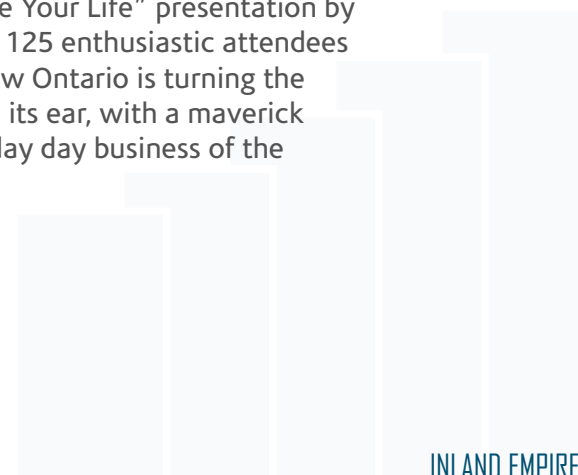 e Your Life” presentation by
125 enthusiastic attendees
w Ontario is turning the
its ear, with a maverick
lay day business of the
INLAND EMPIRE